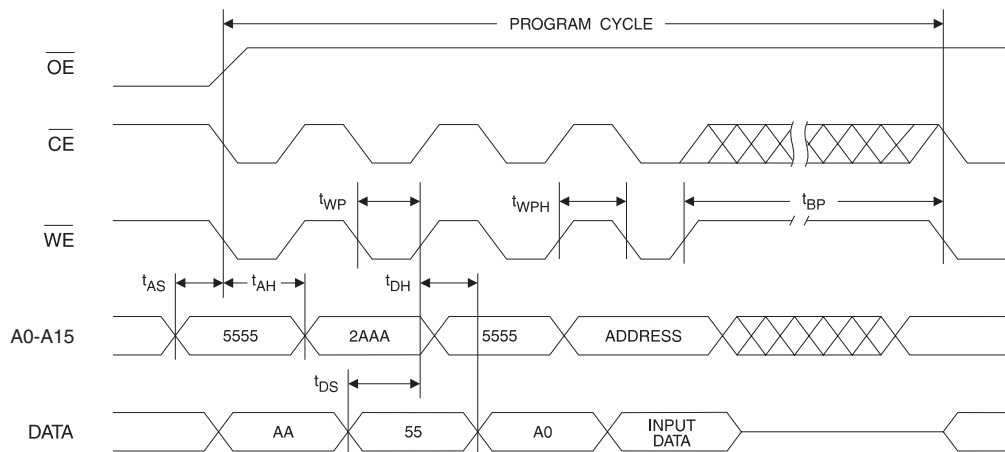 PROGRAM CYCLE
OE
CE
tWP
tWPH
tBP
WE
tAS
tAH
tDH
A0-A15
5555
2AAA
5555
ADDRESS
tDS
DATA
AA
55
A0
INPUT
DATA